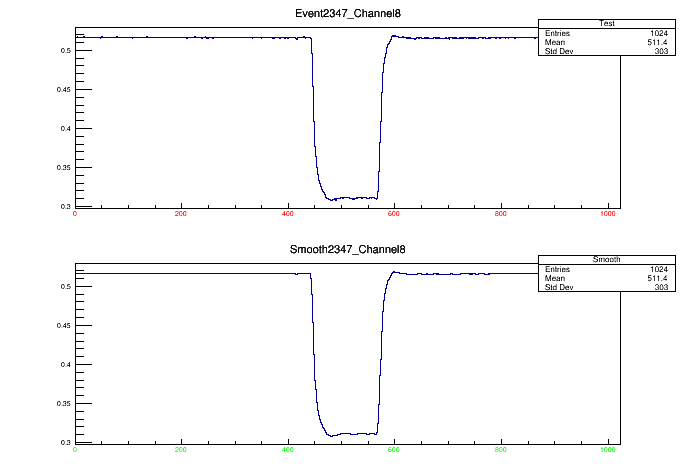 Event2347_Channel8
Test
Entries 1024
Mean 511.4
Std Dev 303
0.5
0.45
0.4
0.35
0.3
0 200 400 600 800 1000
Smooth2347_Channel8
Smooth
Entries 1024
Mean 511.4
Std Dev 303
0.5
0.45
0.4
0.35
0.3
0 200 400 600 800 1000